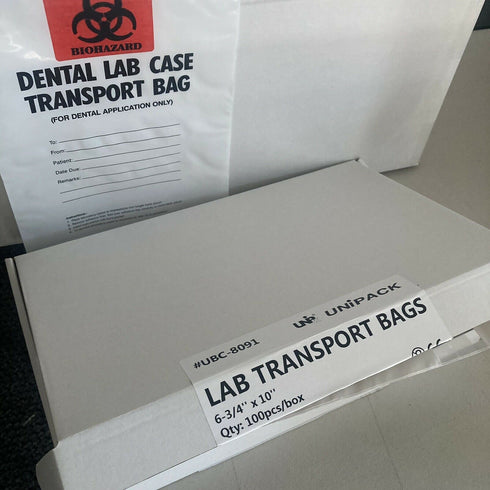 BIOHAZARD
DENTAL LAB CASE
TRANSPORT BAG
(FOR DENTAL APPLICATION ONLY)
To:
From:
Patient:
Date Due:
Remarks:
#UBC-8091
UNP UNiPACK
LAB TRANSPORT BAGS
6-3/4" x 10"
Qty: 100pcs/box